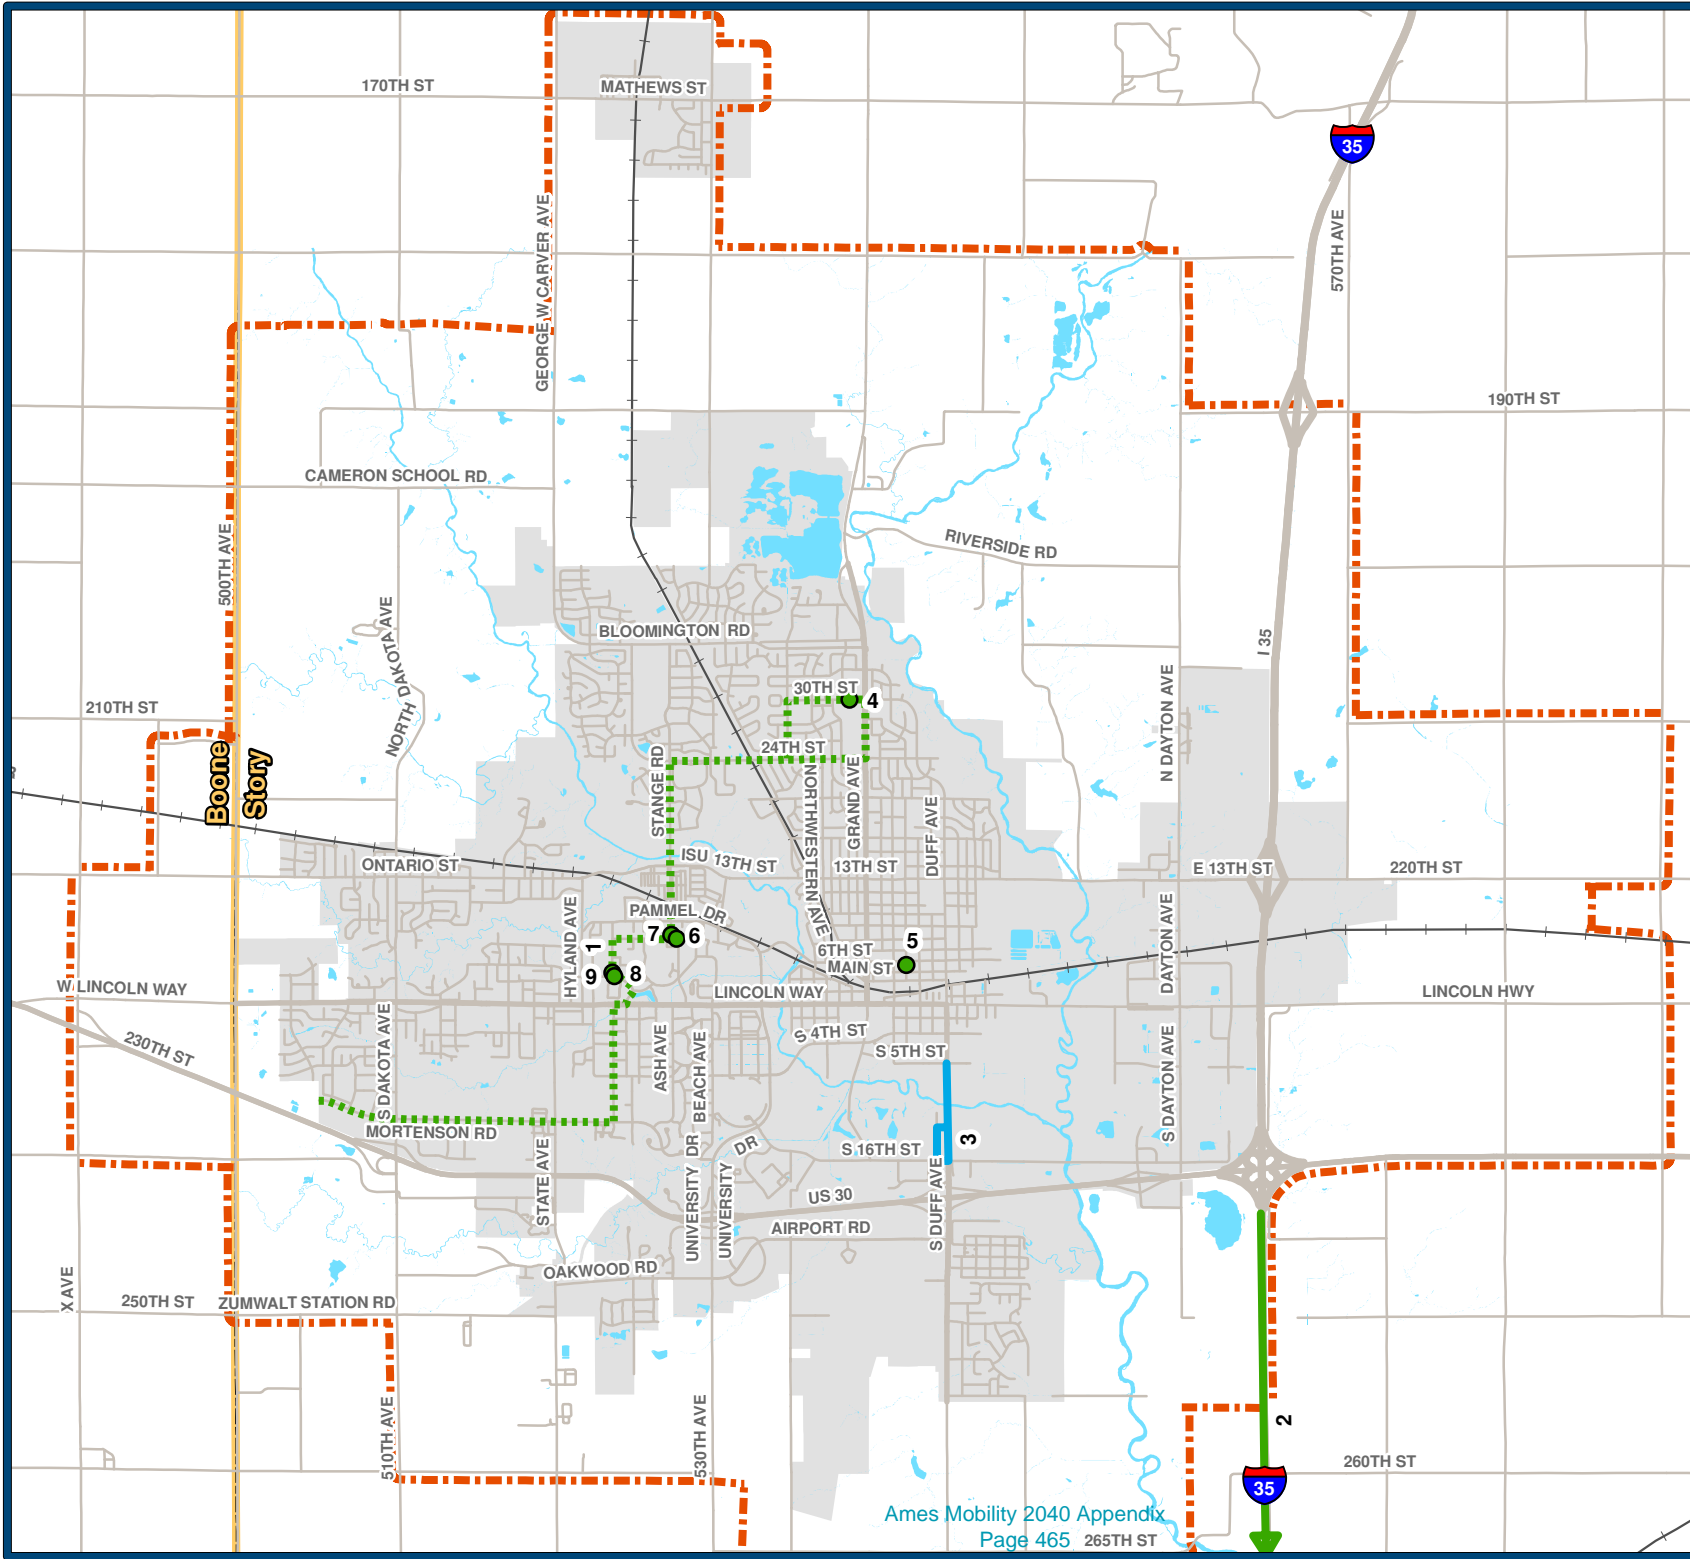 170TH ST
MATHEWS ST
35
570TH AVE
GEORGE W CARVER AVE
190TH ST
CAMERON SCHOOL RD
500TH AVE
RIVERSIDE RD
NORTH DAKOTA AVE
BLOOMINGTON RD
I 35
N DAYTON AVE
30TH ST
4
210TH ST
24TH ST
Boone
Story
STANGE RD
NORTHWESTERN AVE
GRAND AVE
DUFF AVE
ONTARIO ST
ISU 13TH ST
13TH ST
E 13TH ST
220TH ST
HYLAND AVE
PAMMEL DR
1
7
6
6TH ST
5
MAIN ST
DAYTON AVE
9
8
W LINCOLN WAY
LINCOLN WAY
LINCOLN HWY
230TH ST
S DAKOTA AVE
ASH AVE
BEACH AVE
S 4TH ST
S 5TH ST
S DAYTON AVE
MORTENSON RD
S 16TH ST
3
STATE AVE
UNIVERSITY DR
UNIVERSITY DR
US 30
S DUFF AVE
AIRPORT RD
OAKWOOD RD
X AVE
250TH ST
ZUMWALT STATION RD
510TH AVE
530TH AVE
2
260TH ST
35
Ames Mobility 2040 Appendix
Page 465
265TH ST